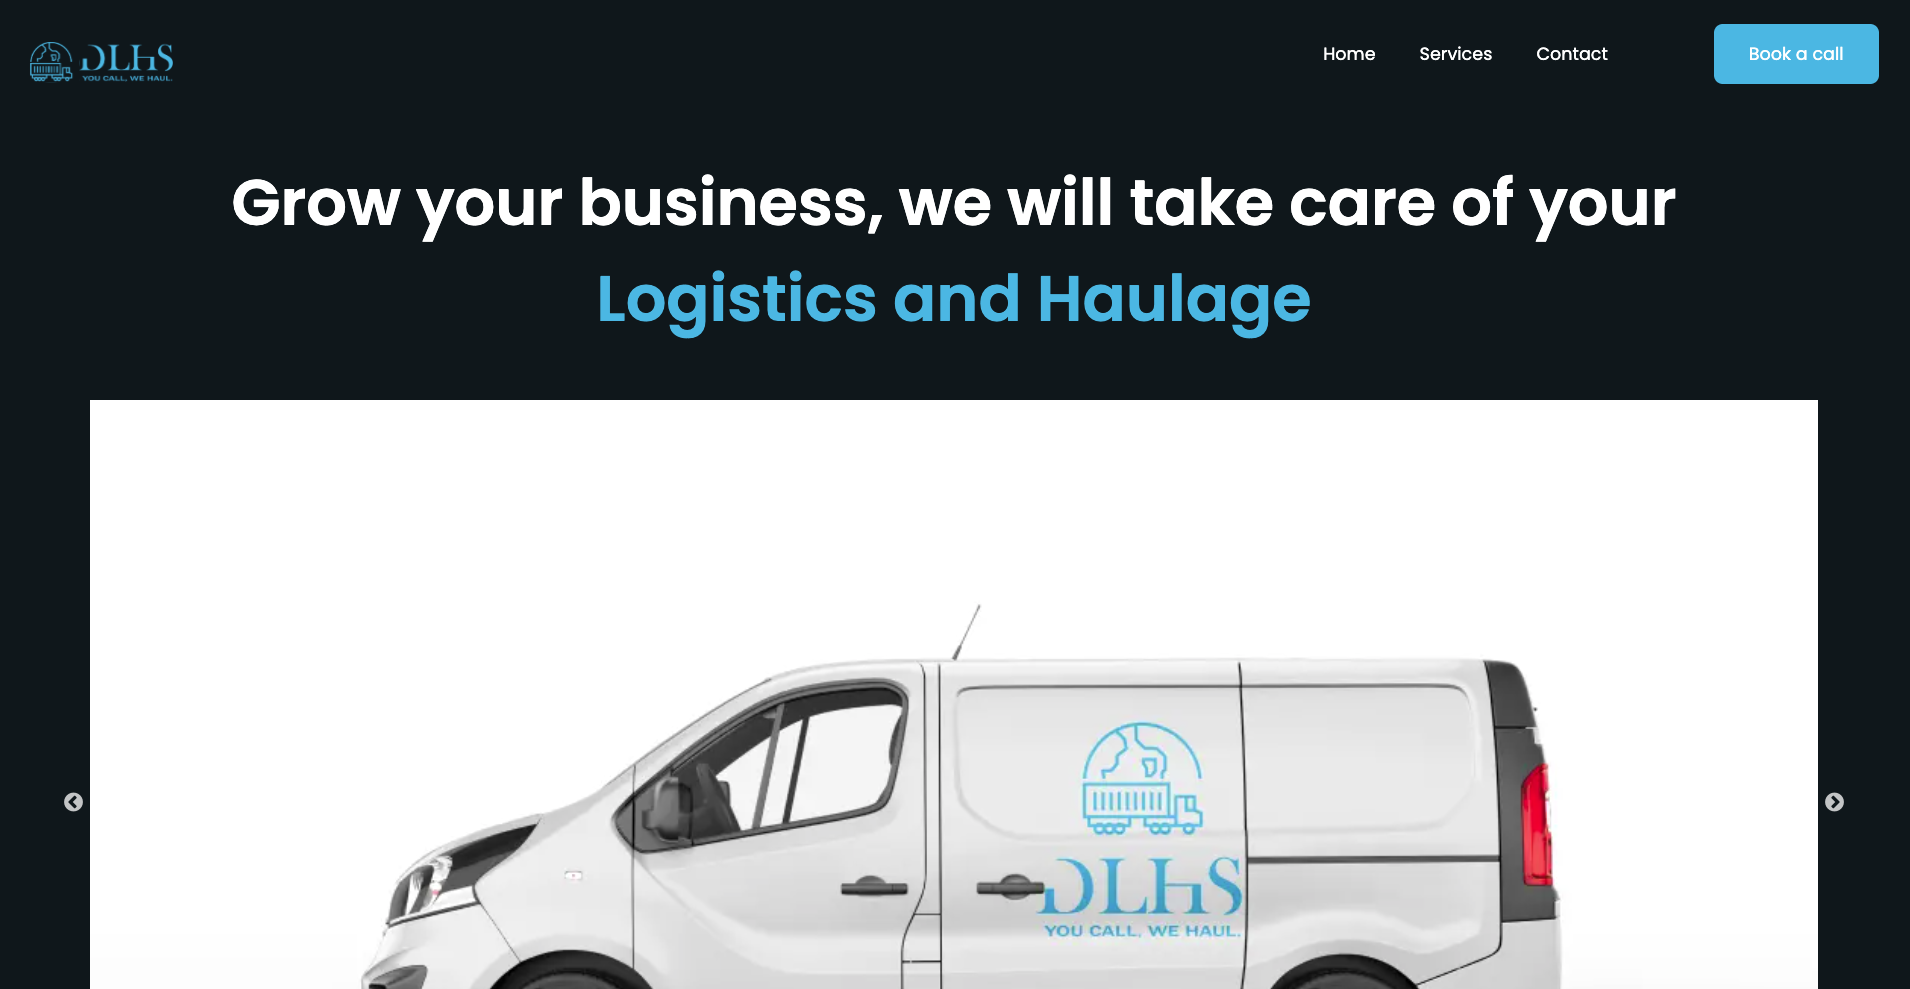 DLHS
YOU CALL, WE HAUL.
Home
Services
Contact
Book a call
Grow your business, we will take care of your
Logistics and Haulage
DLHS
YOU CALL, WE HAUL.